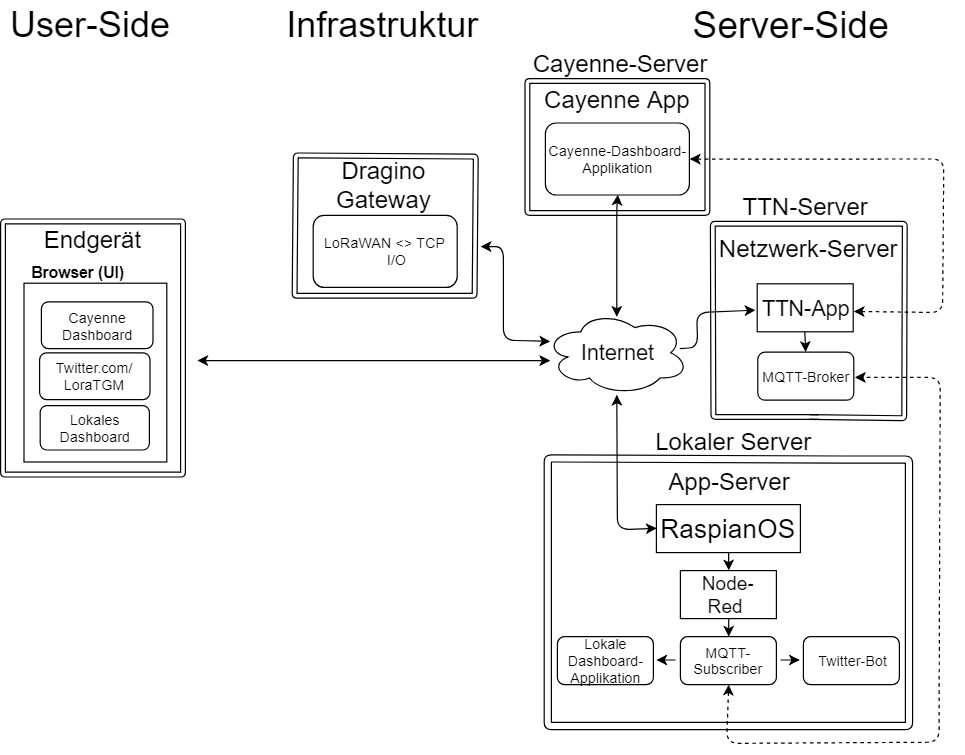 User-Side
Infrastruktur
Server-Side
Cayenne-Server
Cayenne App
Cayenne-Dashboard-
Applikation
Dragino
Gateway
LoRaWAN <> TCP
I/O
TTN-Server
Netzwerk-Server
TTN-App
MQTT-Broker
Endgerät
Browser (UI)
Cayenne
Dashboard
Twitter.com/
LoraTGM
Lokales
Dashboard
Internet
Lokaler Server
App-Server
RaspianOS
Node-
Red
Lokale
Dashboard-
Applikation
MQTT-
Subscriber
Twitter-Bot